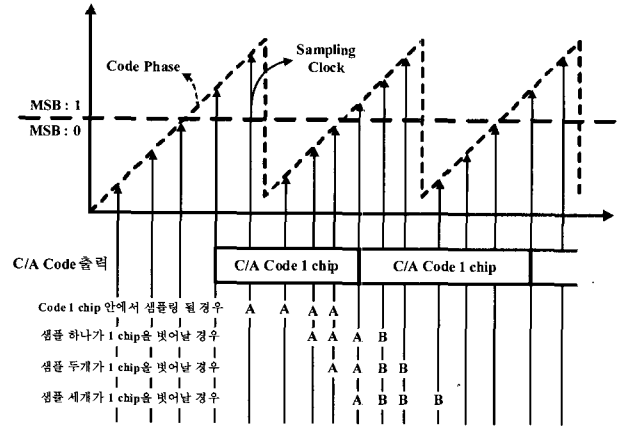 Code Phase
Sampling
Clock
MSB : 1
MSB : 0
C/A Code 출력
C/A Code 1 chip
C/A Code 1 chip
Code 1 chip 안에서 샘플링 될 경우 A A A A
샘플 하나가 1 chip을 벗어날 경우 A A A B
샘플 두개가 1 chip을 벗어날 경우 A A B B
샘플 세개가 1 chip을 벗어날 경우 A B B B